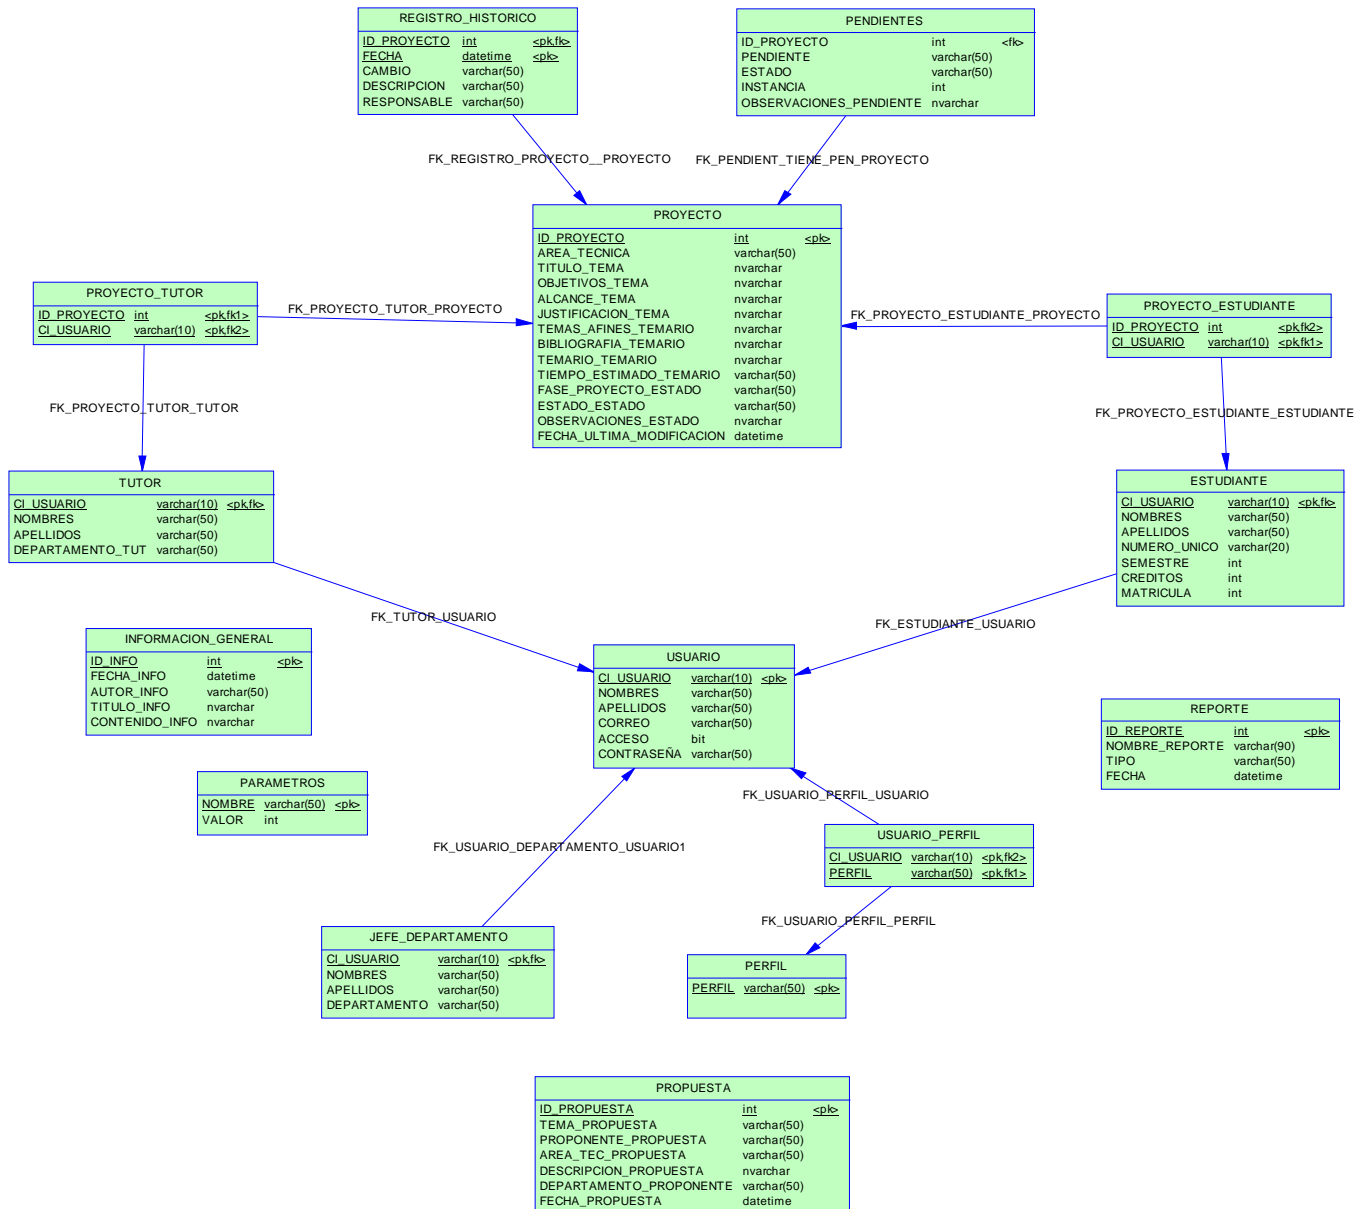 REGISTRO_HISTORICO
ID_PROYECTO int <pk,fk>
FECHA datetime <pk>
CAMBIO varchar(50)
DESCRIPCION varchar(50)
RESPONSABLE varchar(50)
PENDIENTES
ID_PROYECTO int <fk>
PENDIENTE varchar(50)
ESTADO varchar(50)
INSTANCIA int
OBSERVACIONES_PENDIENTE nvarchar
FK_REGISTRO_PROYECTO__PROYECTO
FK_PENDIENT_TIENE_PEN_PROYECTO
PROYECTO
ID_PROYECTO int <pk>
AREA_TECNICA varchar(50)
TITULO_TEMA nvarchar
OBJETIVOS_TEMA nvarchar
ALCANCE_TEMA nvarchar
JUSTIFICACION_TEMA nvarchar
TEMAS_AFINES_TEMARIO nvarchar
BIBLIOGRAFIA_TEMARIO nvarchar
TEMARIO_TEMARIO nvarchar
TIEMPO_ESTIMADO_TEMARIO varchar(50)
FASE_PROYECTO_ESTADO varchar(50)
ESTADO_ESTADO varchar(50)
OBSERVACIONES_ESTADO nvarchar
FECHA_ULTIMA_MODIFICACION datetime
PROYECTO_TUTOR
ID_PROYECTO int <pk,fk1>
CI_USUARIO varchar(10) <pk,fk2>
FK_PROYECTO_TUTOR_PROYECTO
FK_PROYECTO_ESTUDIANTE_PROYECTO
PROYECTO_ESTUDIANTE
ID_PROYECTO int <pk,fk2>
CI_USUARIO varchar(10) <pk,fk1>
FK_PROYECTO_TUTOR_TUTOR
FK_PROYECTO_ESTUDIANTE_ESTUDIANTE
TUTOR
CI_USUARIO varchar(10) <pk,fk>
NOMBRES varchar(50)
APELLIDOS varchar(50)
DEPARTAMENTO_TUT varchar(50)
ESTUDIANTE
CI_USUARIO varchar(10) <pk,fk>
NOMBRES varchar(50)
APELLIDOS varchar(50)
NUMERO_UNICO varchar(20)
SEMESTRE int
CREDITOS int
MATRICULA int
FK_TUTOR_USUARIO
FK_ESTUDIANTE_USUARIO
INFORMACION_GENERAL
ID_INFO int <pk>
FECHA_INFO datetime
AUTOR_INFO varchar(50)
TITULO_INFO nvarchar
CONTENIDO_INFO nvarchar
USUARIO
CI_USUARIO varchar(10) <pk>
NOMBRES varchar(50)
APELLIDOS varchar(50)
CORREO varchar(50)
ACCESO bit
CONTRASEÑA varchar(50)
REPORTE
ID_REPORTE int <pk>
NOMBRE_REPORTE varchar(90)
TIPO varchar(50)
FECHA datetime
PARAMETROS
NOMBRE varchar(50) <pk>
VALOR int
FK_USUARIO_PERFIL_USUARIO
FK_USUARIO_DEPARTAMENTO_USUARIO1
USUARIO_PERFIL
CI_USUARIO varchar(10) <pk,fk2>
PERFIL varchar(50) <pk,fk1>
FK_USUARIO_PERFIL_PERFIL
JEFE_DEPARTAMENTO
CI_USUARIO varchar(10) <pk,fk>
NOMBRES varchar(50)
APELLIDOS varchar(50)
DEPARTAMENTO varchar(50)
PERFIL
PERFIL varchar(50) <pk>
PROPUESTA
ID_PROPUESTA int <pk>
TEMA_PROPUESTA varchar(50)
PROPONENTE_PROPUESTA varchar(50)
AREA_TEC_PROPUESTA varchar(50)
DESCRIPCION_PROPUESTA nvarchar
DEPARTAMENTO_PROPONENTE varchar(50)
FECHA_PROPUESTA datetime